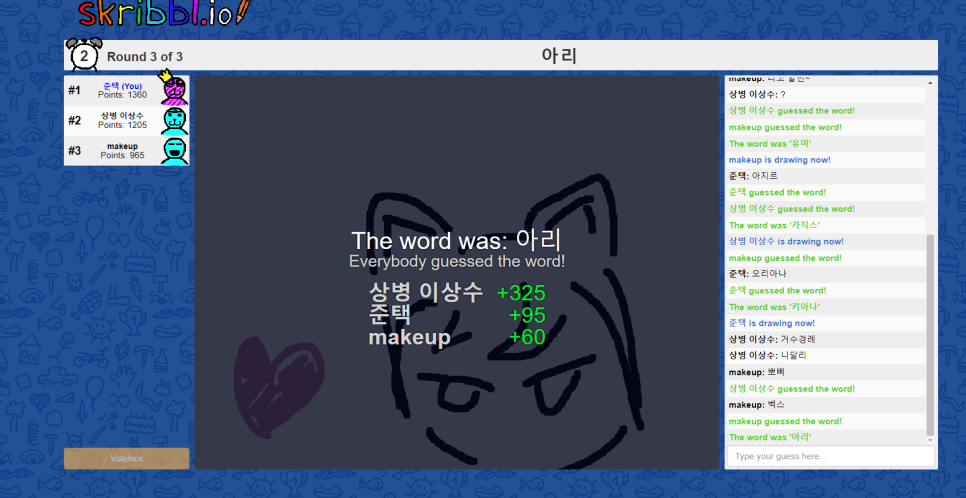 skribbl.io
2
Round 3 of 3
아리
#1
준택 (You)
Points: 1360
#2
상병 이상수
Points: 1205
#3
makeup
Points: 965
The word was: 아리
Everybody guessed the word!
상병 이상수 +325
준택 +95
makeup +60
Votekick
makeup:
상병 이상수: ?
상병 이상수 guessed the word!
makeup guessed the word!
The word was '유미'
makeup is drawing now!
준택: 아지르
준택 guessed the word!
상병 이상수 guessed the word!
The word was '카직스'
상병 이상수 is drawing now!
makeup guessed the word!
준택: 오리아나
준택 guessed the word!
The word was '키아나'
준택 is drawing now!
상병 이상수: 거수경례
상병 이상수: 니달리
makeup: 뽀삐
상병 이상수 guessed the word!
makeup: 벡스
makeup guessed the word!
The word was '아리'
Type your guess here...